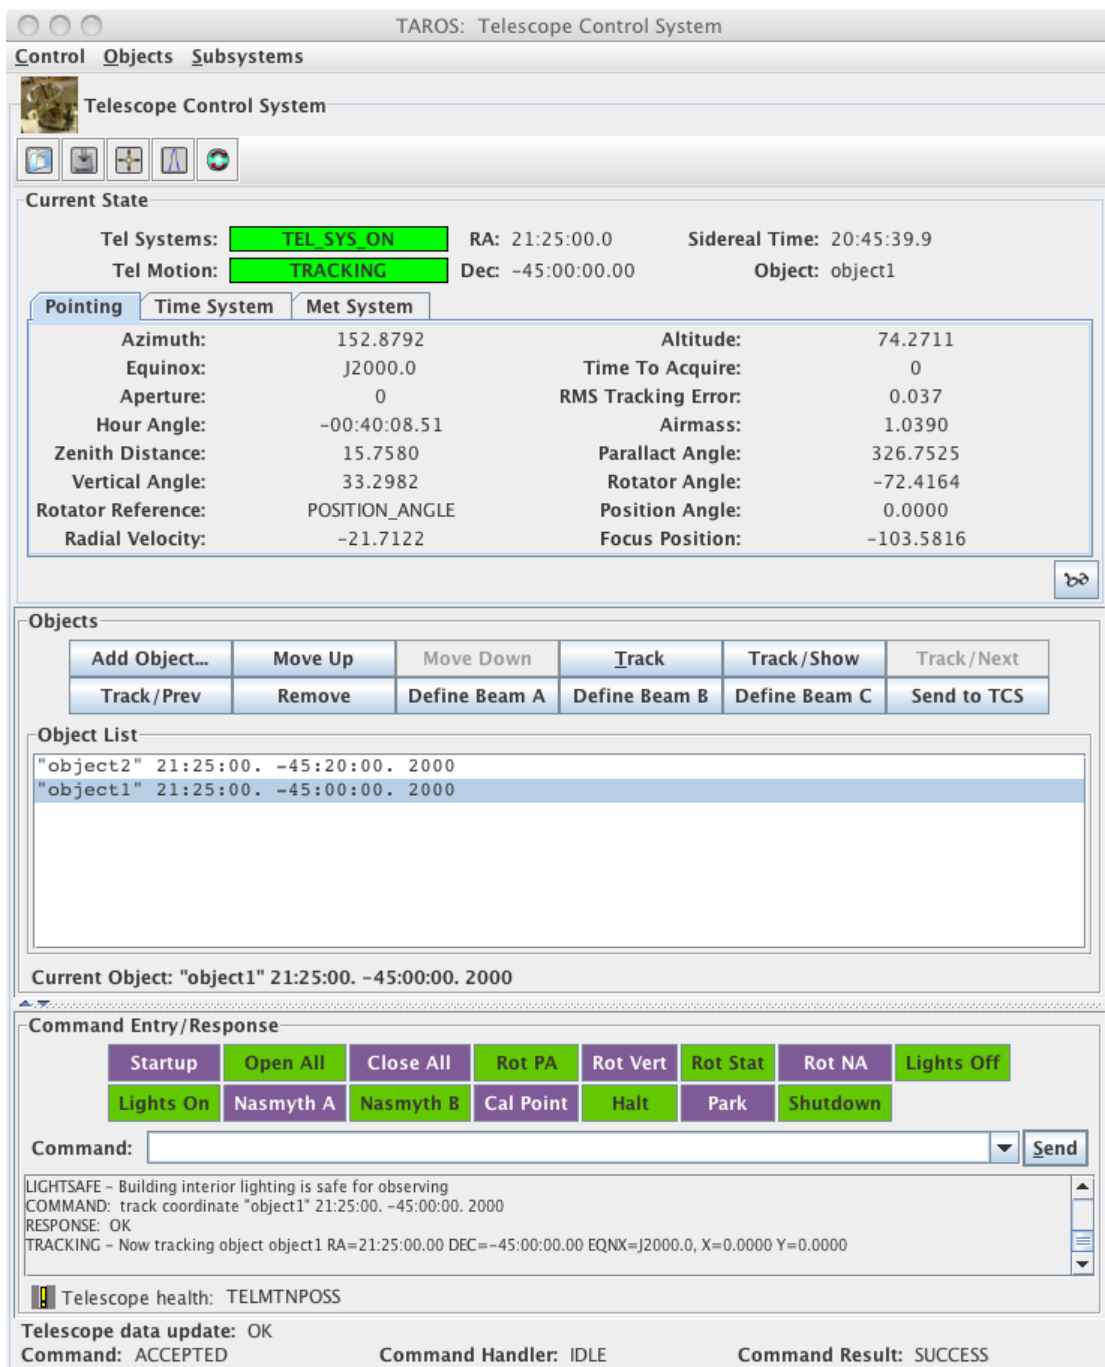 TAROS: Telescope Control System
Control Objects Subsystems
Telescope Control System
Current State
Tel Systems: TEL_SYS_ON RA: 21:25:00.0 Sidereal Time: 20:45:39.9
Tel Motion: TRACKING Dec: -45:00:00.00 Object: object1
Pointing Time System Met System
Azimuth: 152.8792 Altitude: 74.2711
Equinox: J2000.0 Time To Acquire: 0
Aperture: 0 RMS Tracking Error: 0.037
Hour Angle: -00:40:08.51 Airmass: 1.0390
Zenith Distance: 15.7580 Parallact Angle: 326.7525
Vertical Angle: 33.2982 Rotator Angle: -72.4164
Rotator Reference: POSITION_ANGLE Position Angle: 0.0000
Radial Velocity: -21.7122 Focus Position: -103.5816
Objects
Add Object... Move Up Move Down Track Track/Show Track/Next
Track/Prev Remove Define Beam A Define Beam B Define Beam C Send to TCS
Object List
"object2" 21:25:00. -45:20:00. 2000
"object1" 21:25:00. -45:00:00. 2000
Current Object: "object1" 21:25:00. -45:00:00. 2000
Command Entry/Response
Startup Open All Close All Rot PA Rot Vert Rot Stat Rot NA Lights Off
Lights On Nasmyth A Nasmyth B Cal Point Halt Park Shutdown
Command: Send
LIGHTSAFE - Building interior lighting is safe for observing
COMMAND: track coordinate "object1" 21:25:00. -45:00:00. 2000
RESPONSE: OK
TRACKING - Now tracking object object1 RA=21:25:00.00 DEC=-45:00:00.00 EQNX=J2000.0, X=0.0000 Y=0.0000
Telescope health: TELMTNPOSS
Telescope data update: OK
Command: ACCEPTED Command Handler: IDLE Command Result: SUCCESS